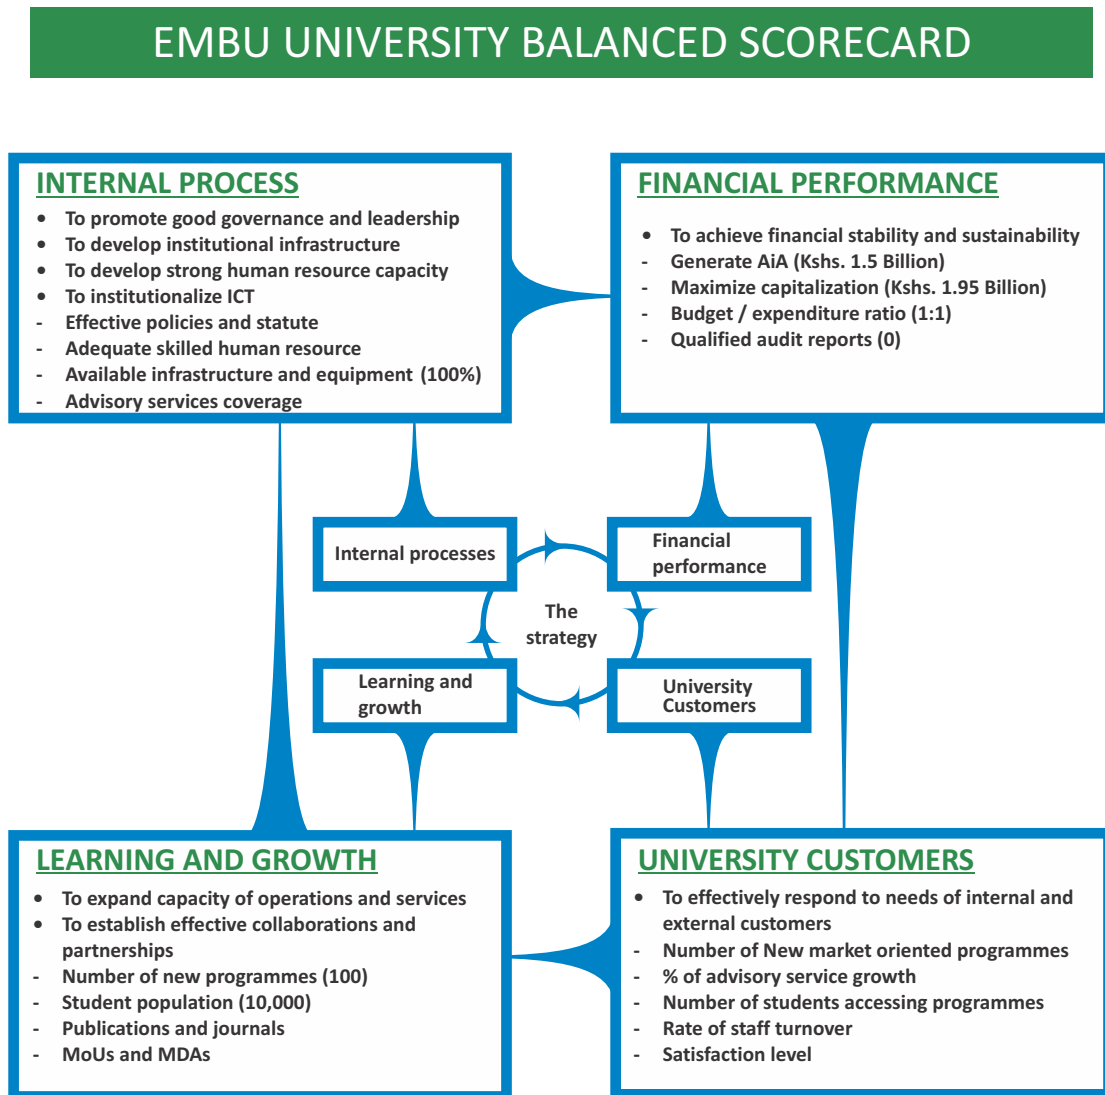 EMBU UNIVERSITY BALANCED SCORECARD
INTERNAL PROCESS
• To promote good governance and leadership
• To develop institutional infrastructure
• To develop strong human resource capacity
• To institutionalize ICT
- Effective policies and statute
- Adequate skilled human resource
- Available infrastructure and equipment (100%)
- Advisory services coverage
FINANCIAL PERFORMANCE
• To achieve financial stability and sustainability
- Generate AiA (Kshs. 1.5 Billion)
- Maximize capitalization (Kshs. 1.95 Billion)
- Budget / expenditure ratio (1:1)
- Qualified audit reports (0)
Internal processes
Financial
performance
The
strategy
Learning and
growth
University
Customers
LEARNING AND GROWTH
• To expand capacity of operations and services
• To establish effective collaborations and
partnerships
- Number of new programmes (100)
- Student population (10,000)
- Publications and journals
- MoUs and MDAs
UNIVERSITY CUSTOMERS
• To effectively respond to needs of internal and
external customers
- Number of New market oriented programmes
- % of advisory service growth
- Number of students accessing programmes
- Rate of staff turnover
- Satisfaction level